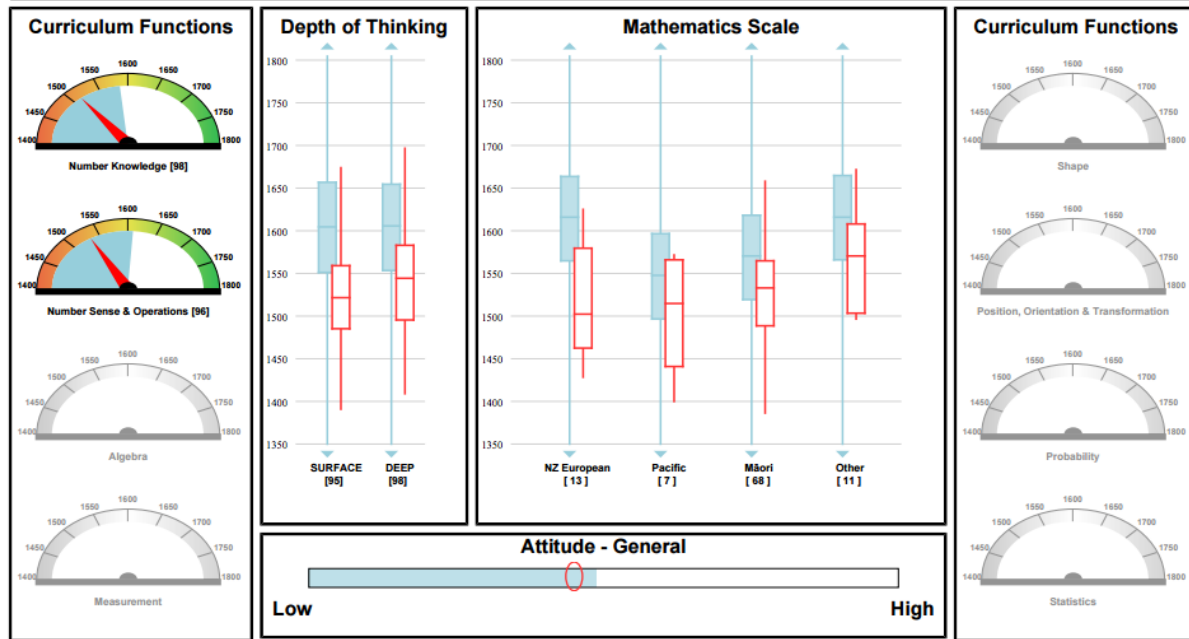 Curriculum Functions
1400 1450 1500 1550 1600 1650 1700 1750 1800
Number Knowledge [98]
1400 1450 1500 1550 1600 1650 1700 1750 1800
Number Sense & Operations [96]
1400 1450 1500 1550 1600 1650 1700 1750 1800
Algebra
1400 1450 1500 1550 1600 1650 1700 1750 1800
Measurement
Depth of Thinking
1800
1750
1700
1650
1600
1550
1500
1450
1400
1350
SURFACE DEEP
[95] [98]
Mathematics Scale
1800
1750
1700
1650
1600
1550
1500
1450
1400
1350
NZ European Pacific Māori Other
[ 13 ] [ 7 ] [ 68 ] [ 11 ]
Attitude - General
Low High
Curriculum Functions
1400 1450 1500 1550 1600 1650 1700 1750 1800
Shape
1400 1450 1500 1550 1600 1650 1700 1750 1800
Position, Orientation & Transformation
1400 1450 1500 1550 1600 1650 1700 1750 1800
Probability
1400 1450 1500 1550 1600 1650 1700 1750 1800
Statistics